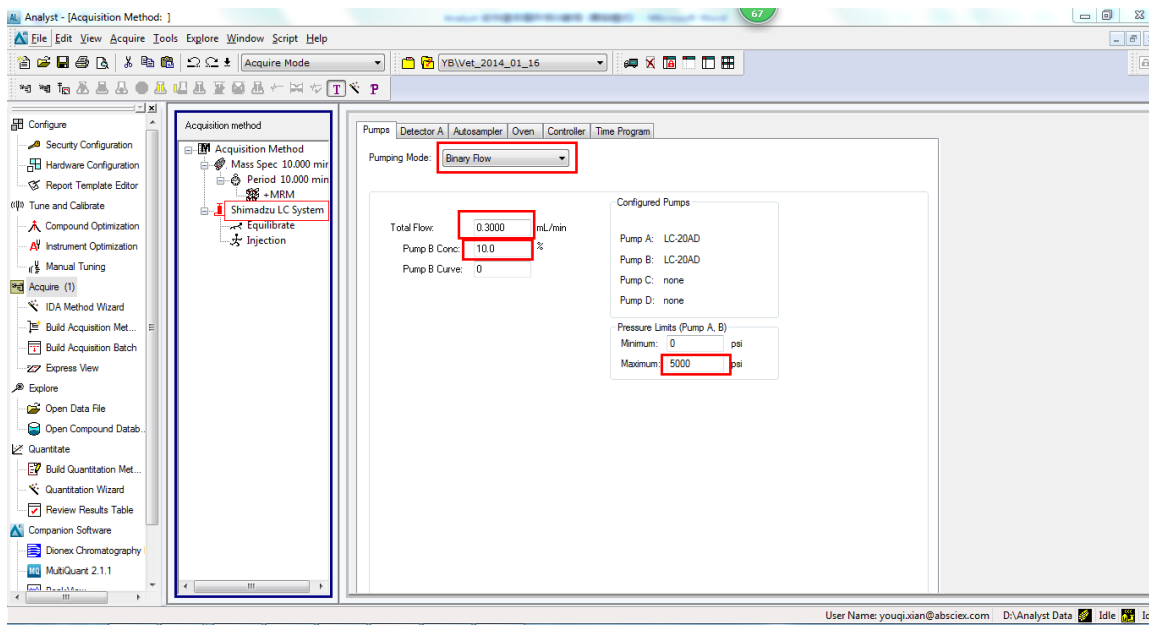 Analyst - [Acquisition Method: ]
67
File Edit View Acquire Tools Explore Window Script Help
Acquire Mode
YB\Vet_2014_01_16
T P
Configure
Security Configuration
Hardware Configuration
Report Template Editor
Tune and Calibrate
Compound Optimization
Instrument Optimization
Manual Tuning
Acquire (1)
IDA Method Wizard
Build Acquisition Met...
Build Acquisition Batch
Express View
Explore
Open Data File
Open Compound Datab..
Quantitate
Build Quantitation Met...
Quantitation Wizard
Review Results Table
Companion Software
Dionex Chromatography
MultiQuant 2.1.1
Acquisition method
Acquisition Method
Mass Spec 10.000 mir
Period 10.000 min
+MRM
Shimadzu LC System
Equilibrate
Injection
Pumps Detector A Autosampler Oven Controller Time Program
Pumping Mode: Binary Flow
Total Flow: 0.3000 mL/min
Pump B Conc: 10.0 %
Pump B Curve: 0
Configured Pumps
Pump A: LC-20AD
Pump B: LC-20AD
Pump C: none
Pump D: none
Pressure Limits (Pump A, B)
Minimum: 0 psi
Maximum: 5000 psi
User Name: youqi.xian@absciex.com D:\Analyst Data Idle